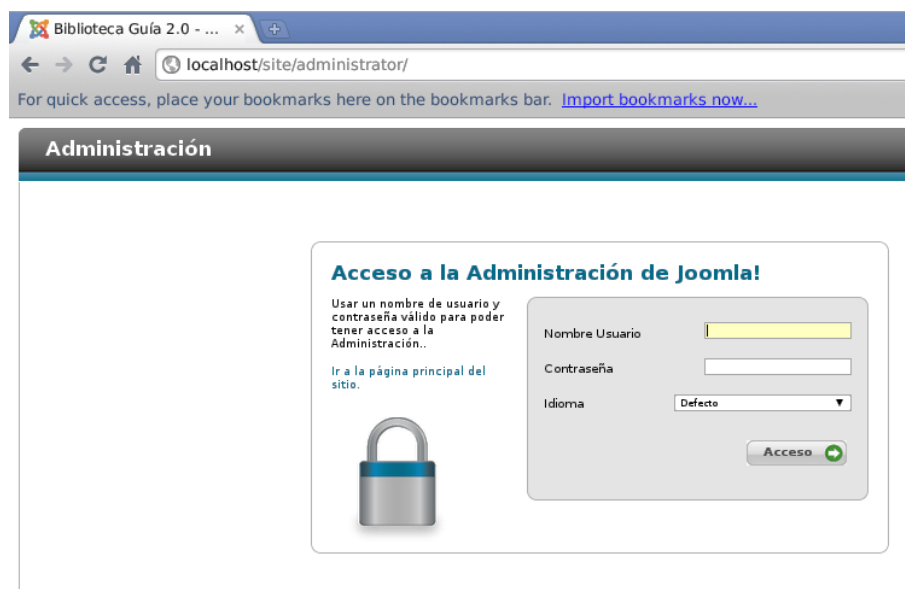 Biblioteca Guía 2.0 - ...
localhost/site/administrator/
For quick access, place your bookmarks here on the bookmarks bar. Import bookmarks now...
Administración
Acceso a la Administración de Joomla!
Usar un nombre de usuario y
contraseña válido para poder
tener acceso a la
Administración..
Ir a la página principal del
sitio.
Nombre Usuario
Contraseña
Idioma
Defecto
Acceso